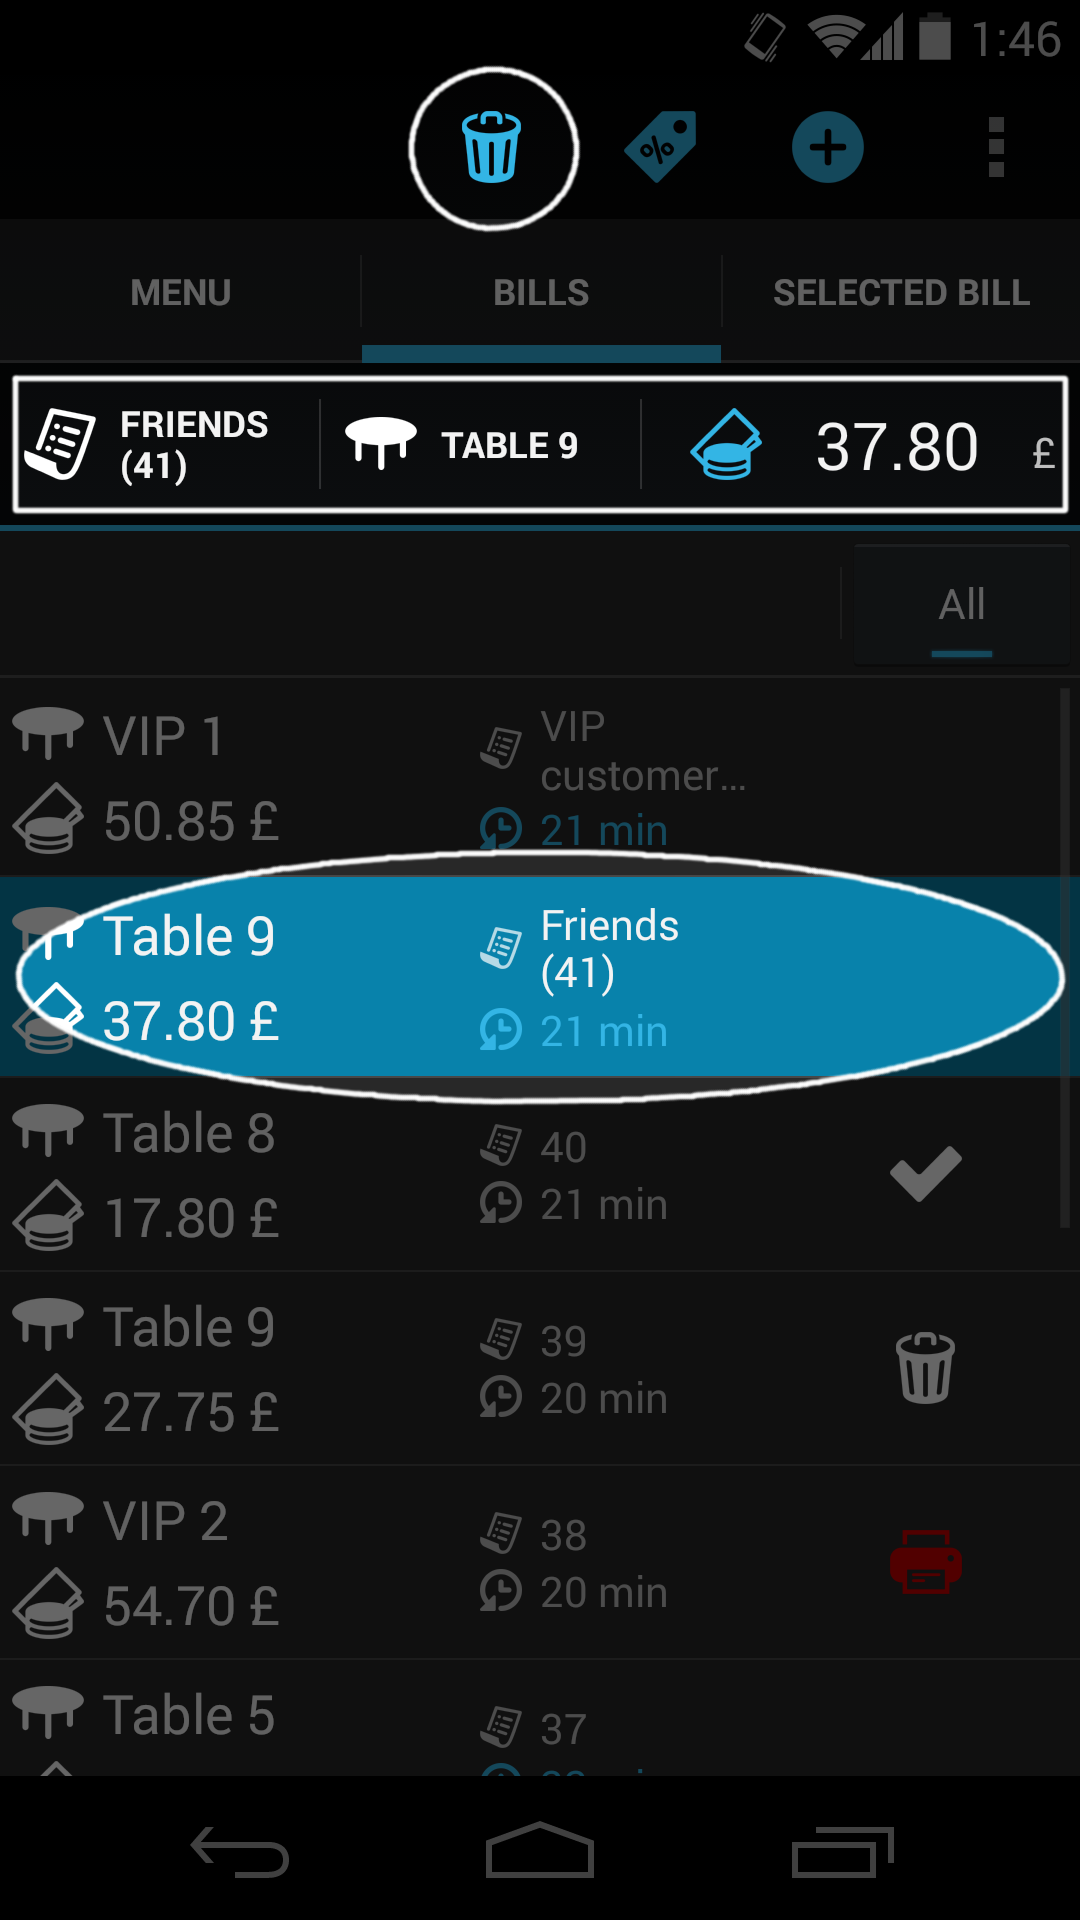 1:46
%
MENU BILLS SELECTED BILL
FRIENDS
(41)
TABLE 9
37.80 £
All
VIP 1
50.85 £
VIP
customer...
21 min
Table 9
37.80 £
Friends
(41)
21 min
Table 8
17.80 £
40
21 min
Table 9
27.75 £
39
20 min
VIP 2
54.70 £
38
20 min
Table 5
37